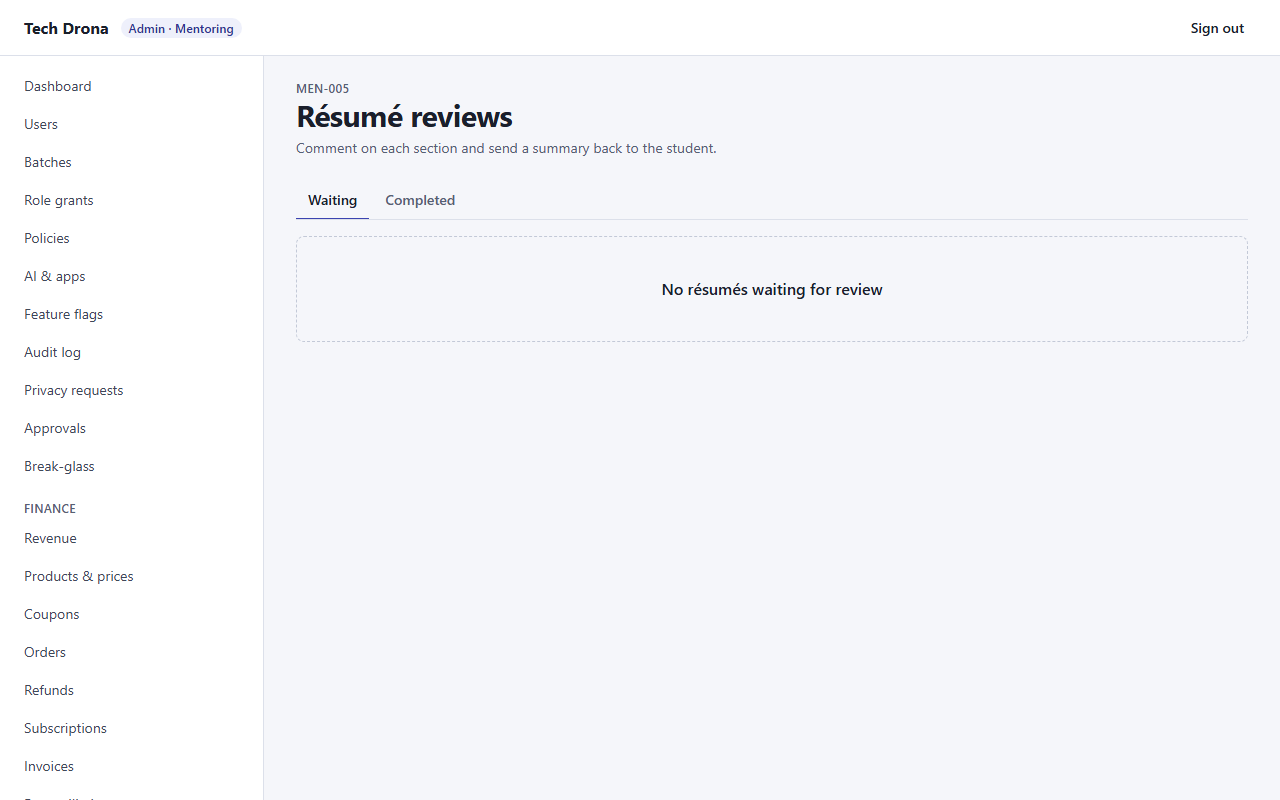 Tech Drona
Admin · Mentoring
Sign out
Dashboard
Users
Batches
Role grants
Policies
AI & apps
Feature flags
Audit log
Privacy requests
Approvals
Break-glass
FINANCE
Revenue
Products & prices
Coupons
Orders
Refunds
Subscriptions
Invoices
MEN-005
Résumé reviews
Comment on each section and send a summary back to the student.
Waiting
Completed
No résumés waiting for review